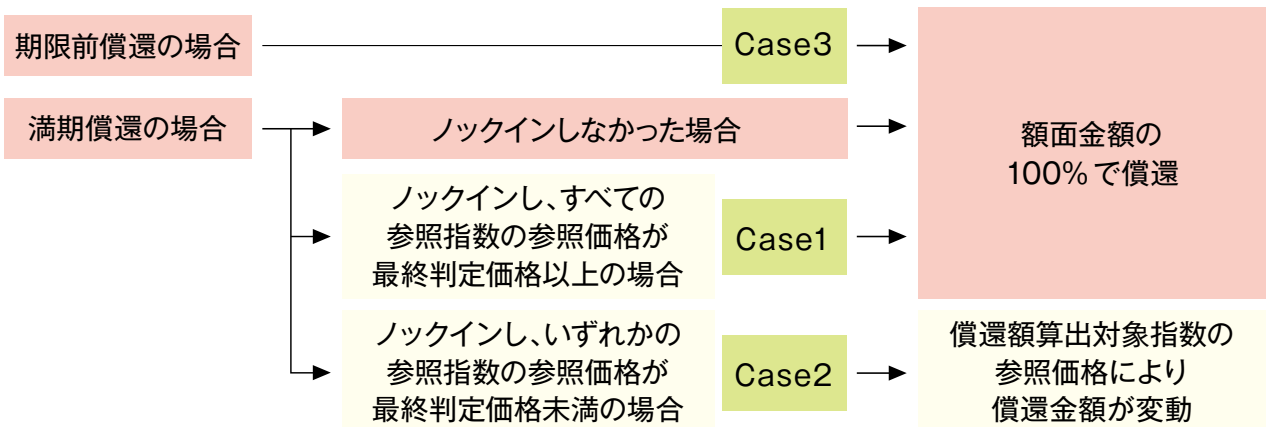 期限前償還の場合
Case3
満期償還の場合
ノックインしなかった場合
額面金額の
100%で償還
ノックインし、すべての
参照指数の参照価格が
最終判定価格以上の場合
Case1
ノックインし、いずれかの
参照指数の参照価格が
最終判定価格未満の場合
Case2
償還額算出対象指数の
参照価格により
償還金額が変動